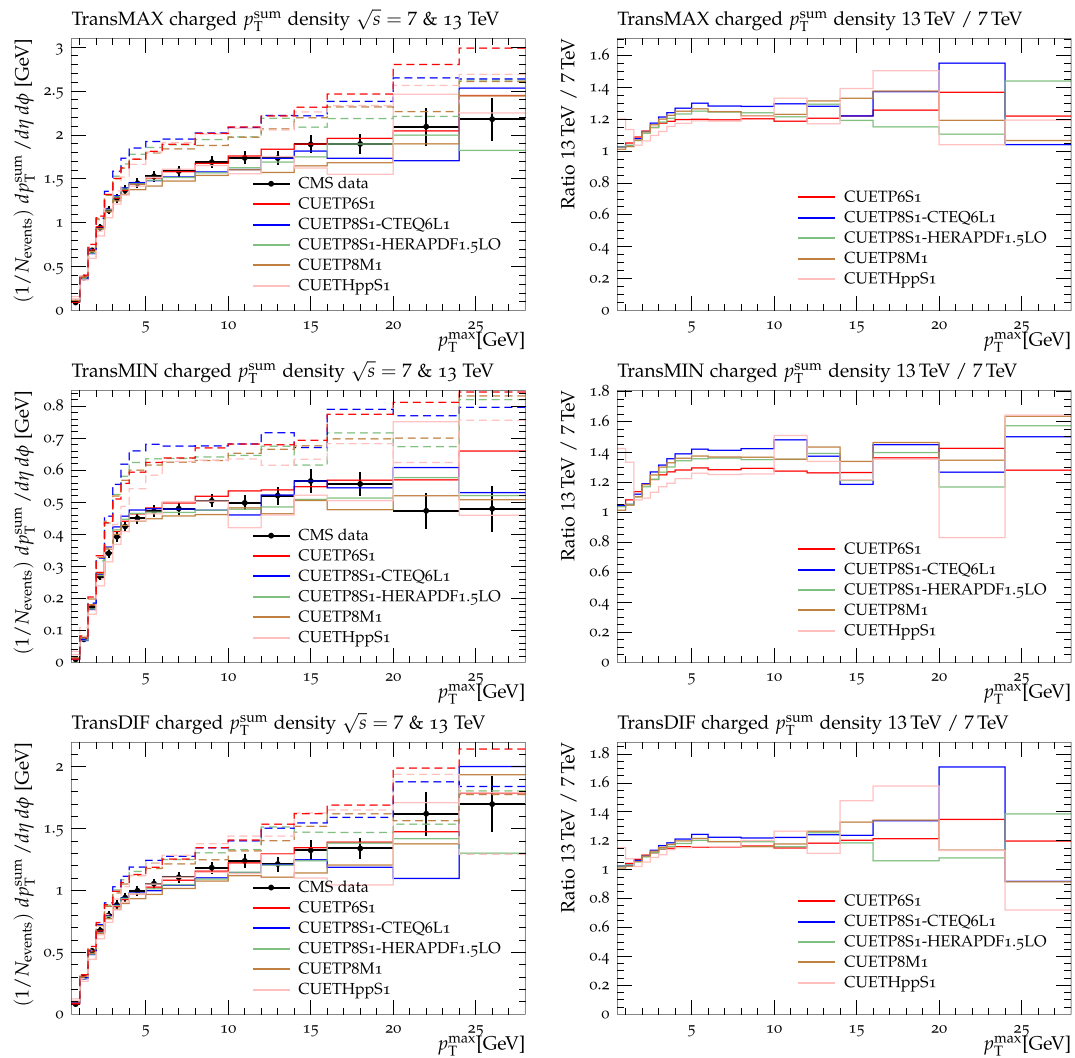 TransMAX charged p_T^sum density √s = 7 & 13 TeV
(1/N_events) dp_T^sum/dη dϕ [GeV]
3
2.5
2
1.5
1
0.5
0
CMS data
CUETP6S1
CUETP8S1-CTEQ6L1
CUETP8S1-HERAPDF1.5LO
CUETP8M1
CUETHppS1
5 10 15 20 25
p_T^max[GeV]
TransMAX charged p_T^sum density 13 TeV / 7 TeV
Ratio 13 TeV / 7 TeV
1.6
1.4
1.2
1
0.8
0.6
0.4
0.2
0
CUETP6S1
CUETP8S1-CTEQ6L1
CUETP8S1-HERAPDF1.5LO
CUETP8M1
CUETHppS1
5 10 15 20 25
p_T^max[GeV]
TransMIN charged p_T^sum density √s = 7 & 13 TeV
(1/N_events) dp_T^sum/dη dϕ [GeV]
0.8
0.7
0.6
0.5
0.4
0.3
0.2
0.1
0
CMS data
CUETP6S1
CUETP8S1-CTEQ6L1
CUETP8S1-HERAPDF1.5LO
CUETP8M1
CUETHppS1
5 10 15 20 25
p_T^max[GeV]
TransMIN charged p_T^sum density 13 TeV / 7 TeV
Ratio 13 TeV / 7 TeV
1.8
1.6
1.4
1.2
1
0.8
0.6
0.4
0.2
0
CUETP6S1
CUETP8S1-CTEQ6L1
CUETP8S1-HERAPDF1.5LO
CUETP8M1
CUETHppS1
5 10 15 20 25
p_T^max[GeV]
TransDIF charged p_T^sum density √s = 7 & 13 TeV
(1/N_events) dp_T^sum/dη dϕ [GeV]
2
1.5
1
0.5
0
CMS data
CUETP6S1
CUETP8S1-CTEQ6L1
CUETP8S1-HERAPDF1.5LO
CUETP8M1
CUETHppS1
5 10 15 20 25
p_T^max[GeV]
TransDIF charged p_T^sum density 13 TeV / 7 TeV
Ratio 13 TeV / 7 TeV
1.8
1.6
1.4
1.2
1
0.8
0.6
0.4
0.2
0
CUETP6S1
CUETP8S1-CTEQ6L1
CUETP8S1-HERAPDF1.5LO
CUETP8M1
CUETHppS1
5 10 15 20 25
p_T^max[GeV]